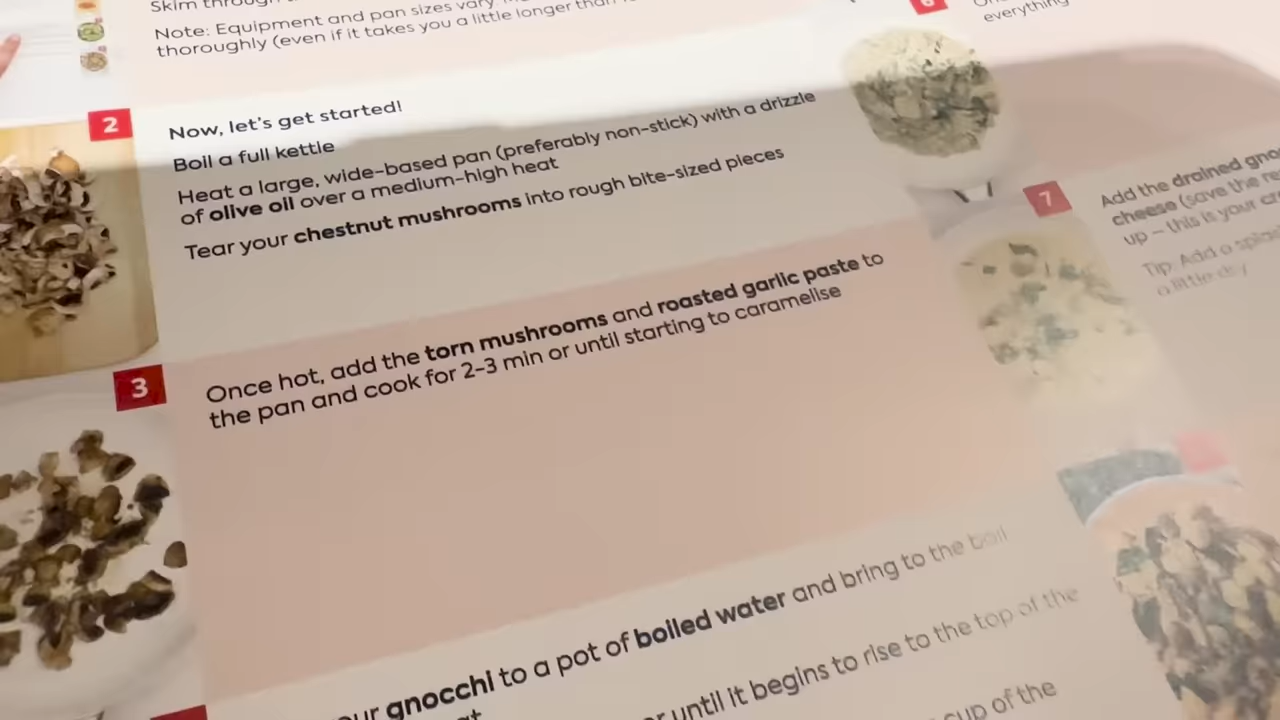 Skim through
Note: Equipment and pan sizes vary.
thoroughly (even if it takes you a little longer than
2
Now, let's get started!
Boil a full kettle
Heat a large, wide-based pan (preferably non-stick) with a drizzle
of olive oil over a medium-high heat
Tear your chestnut mushrooms into rough bite-sized pieces
3
Once hot, add the torn mushrooms and roasted garlic paste to
the pan and cook for 2-3 min or until starting to caramelise
gnocchi to a pot of boiled water and bring to the boil
until it begins to rise to the top of the
cup of the
6
everything
7
Add the drained
cheese (save the
up – this is your
Tip: Add a splash
a little dry